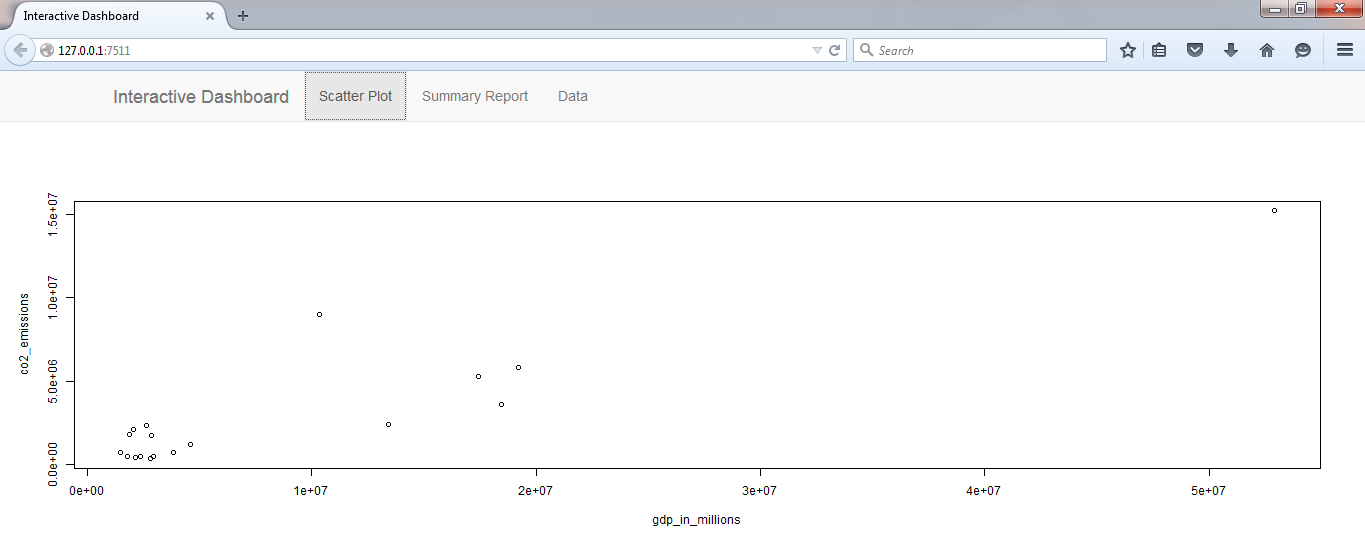 Interactive Dashboard
127.0.0.1:7511
Search
Interactive Dashboard Scatter Plot Summary Report Data
1.5e+07
1.0e+07
5.0e+06
0.0e+00
co2_emissions
0e+00 1e+07 2e+07 3e+07 4e+07 5e+07
gdp_in_millions